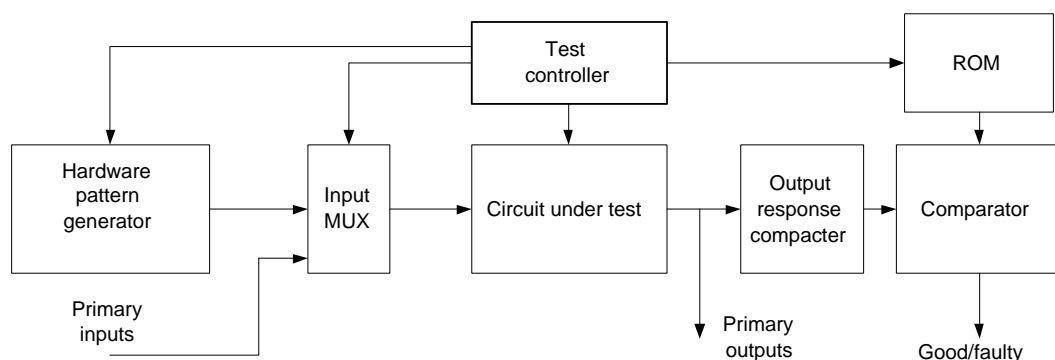 Test
controller
ROM
Hardware
pattern
generator
Input
MUX
Circuit under test
Output
response
compacter
Comparator
Primary
inputs
Primary
outputs
Good/faulty